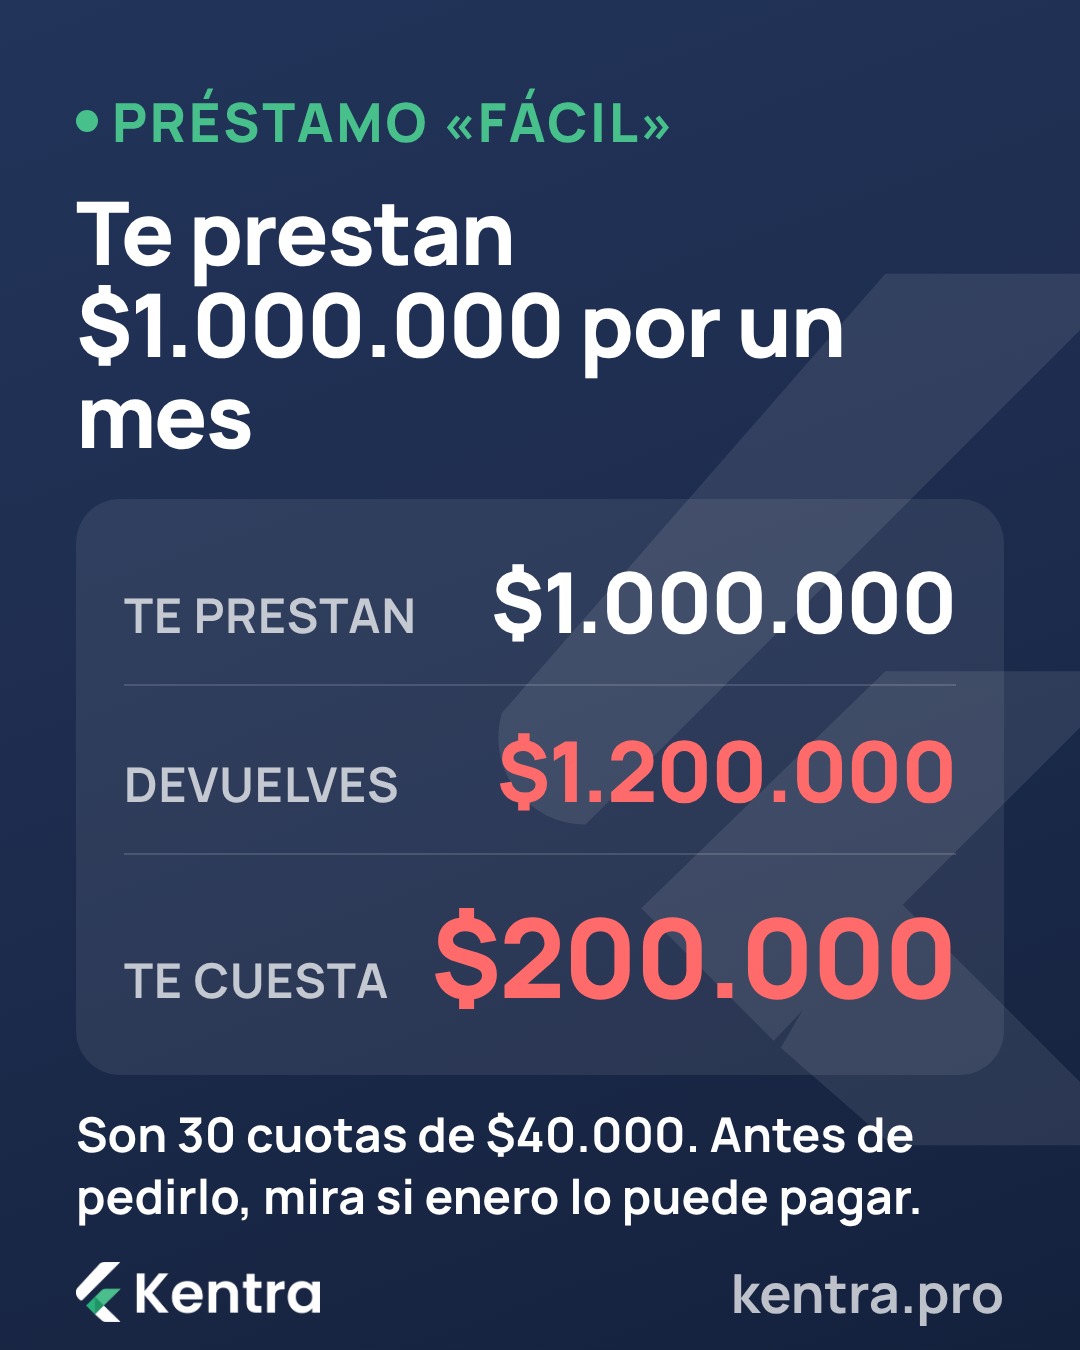 PRÉSTAMO «FÁCIL»
Te prestan
$1.000.000 por un
mes
TE PRESTAN $1.000.000
DEVUELVES $1.200.000
TE CUESTA $200.000
Son 30 cuotas de $40.000. Antes de
pedirlo, mira si enero lo puede pagar.
Kentra kentra.pro